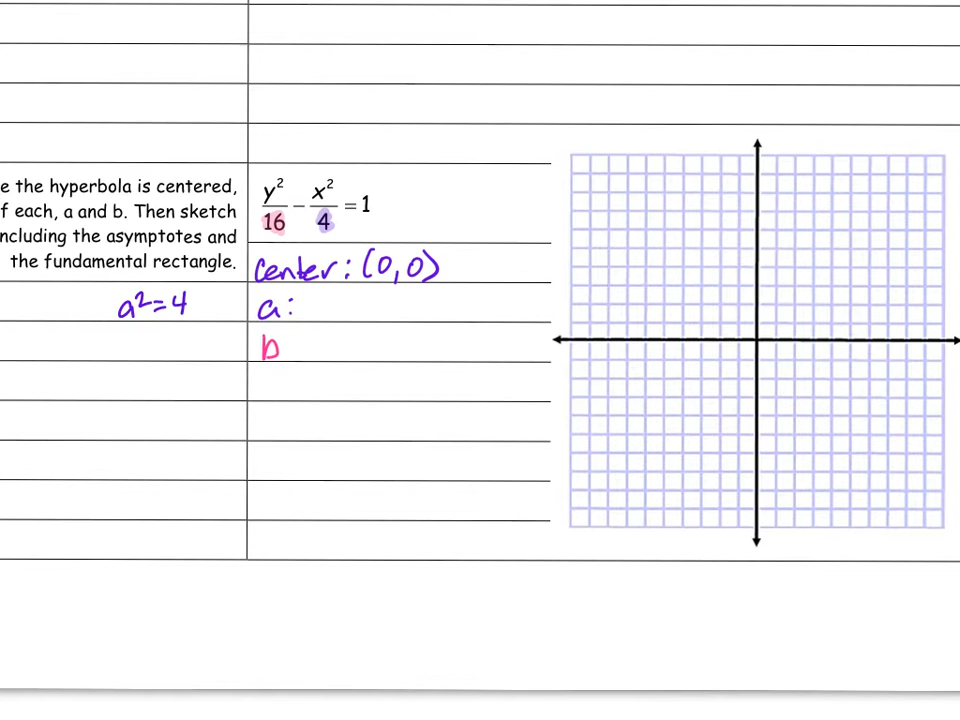 e the hyperbola is centered,
f each, a and b. Then sketch
ncluding the asymptotes and
the fundamental rectangle.
a²=4
y²/16 − x²/4 = 1
center: (0,0)
a:
b